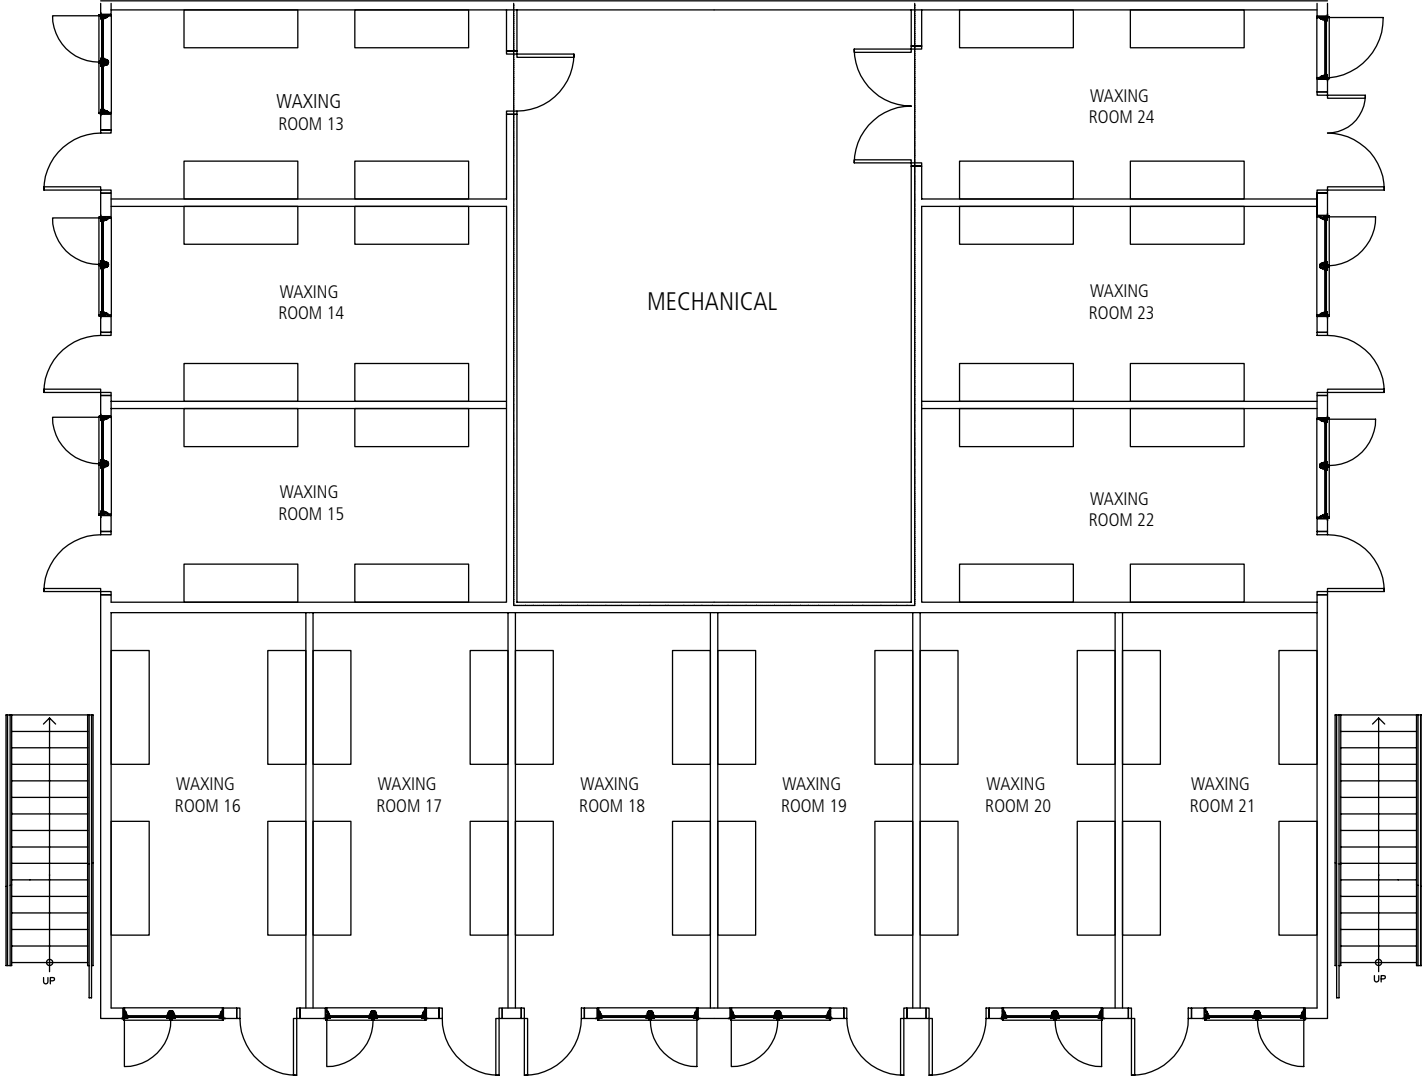 WAXING
ROOM 13
WAXING
ROOM 24
WAXING
ROOM 14
MECHANICAL
WAXING
ROOM 23
WAXING
ROOM 15
WAXING
ROOM 22
WAXING
ROOM 16
WAXING
ROOM 17
WAXING
ROOM 18
WAXING
ROOM 19
WAXING
ROOM 20
WAXING
ROOM 21
UP
UP